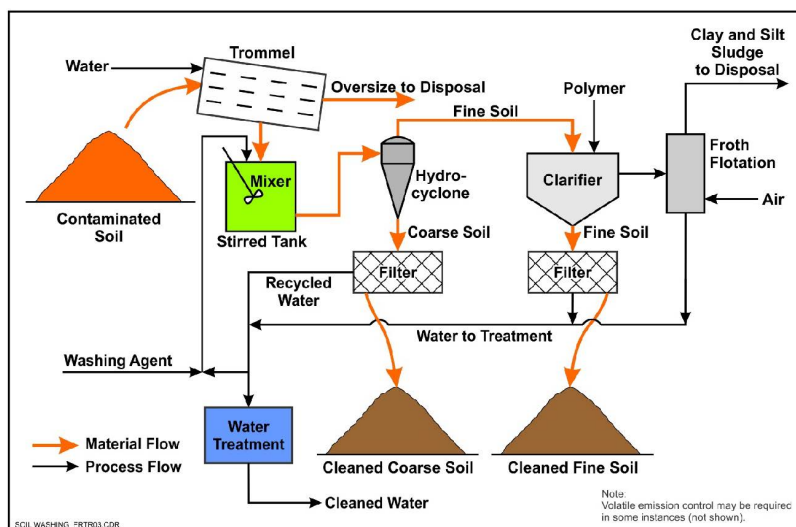 Trommel
Water
Oversize to Disposal
Clay and Silt
Sludge
to Disposal
Polymer
Fine Soil
Mixer
Hydro-
cyclone
Clarifier
Froth
Flotation
Air
Contaminated
Soil
Stirred Tank
Coarse Soil
Fine Soil
Filter
Filter
Recycled
Water
Water to Treatment
Washing Agent
Water
Treatment
Material Flow
Process Flow
Cleaned Coarse Soil
Cleaned Fine Soil
Cleaned Water
Note:
Volatile emission control may be required
in some instances (not shown).
SOIL WASHING_FRTR03.CDR